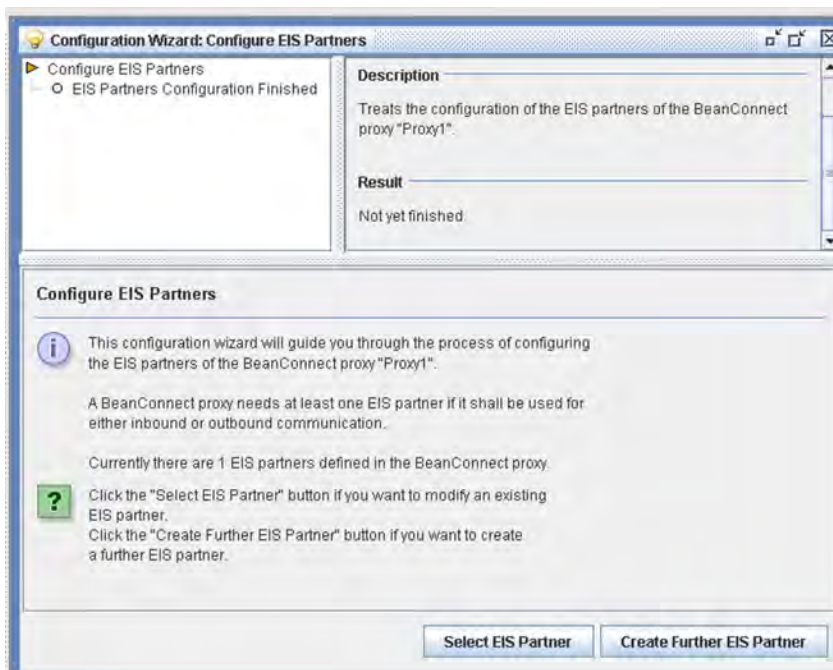 Configuration Wizard: Configure EIS Partners
Configure EIS Partners
EIS Partners Configuration Finished
Description
Treats the configuration of the EIS partners of the BeanConnect
proxy "Proxy1".
Result
Not yet finished.
Configure EIS Partners
i
This configuration wizard will guide you through the process of configuring
the EIS partners of the BeanConnect proxy "Proxy1".
A BeanConnect proxy needs at least one EIS partner if it shall be used for
either inbound or outbound communication.
Currently there are 1 EIS partners defined in the BeanConnect proxy.
?
Click the "Select EIS Partner" button if you want to modify an existing
EIS partner.
Click the "Create Further EIS Partner" button if you want to create
a further EIS partner.
Select EIS Partner
Create Further EIS Partner